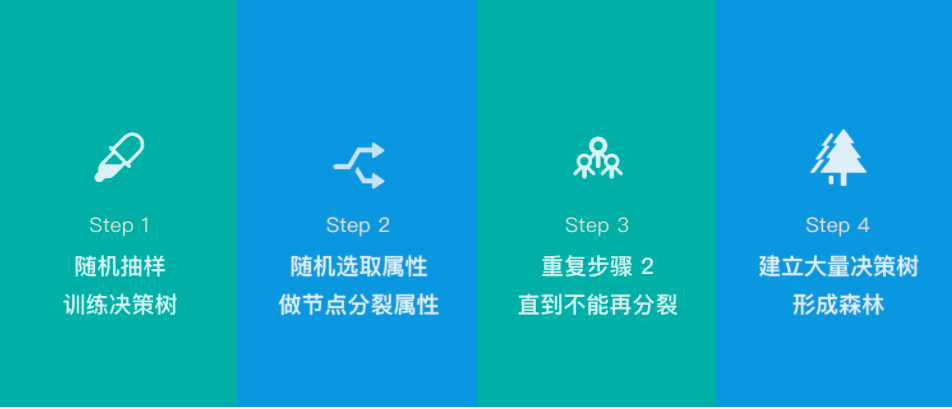 Step 1
随机抽样
训练决策树
Step 2
随机选取属性
做节点分裂属性
Step 3
重复步骤 2
直到不能再分裂
Step 4
建立大量决策树
形成森林